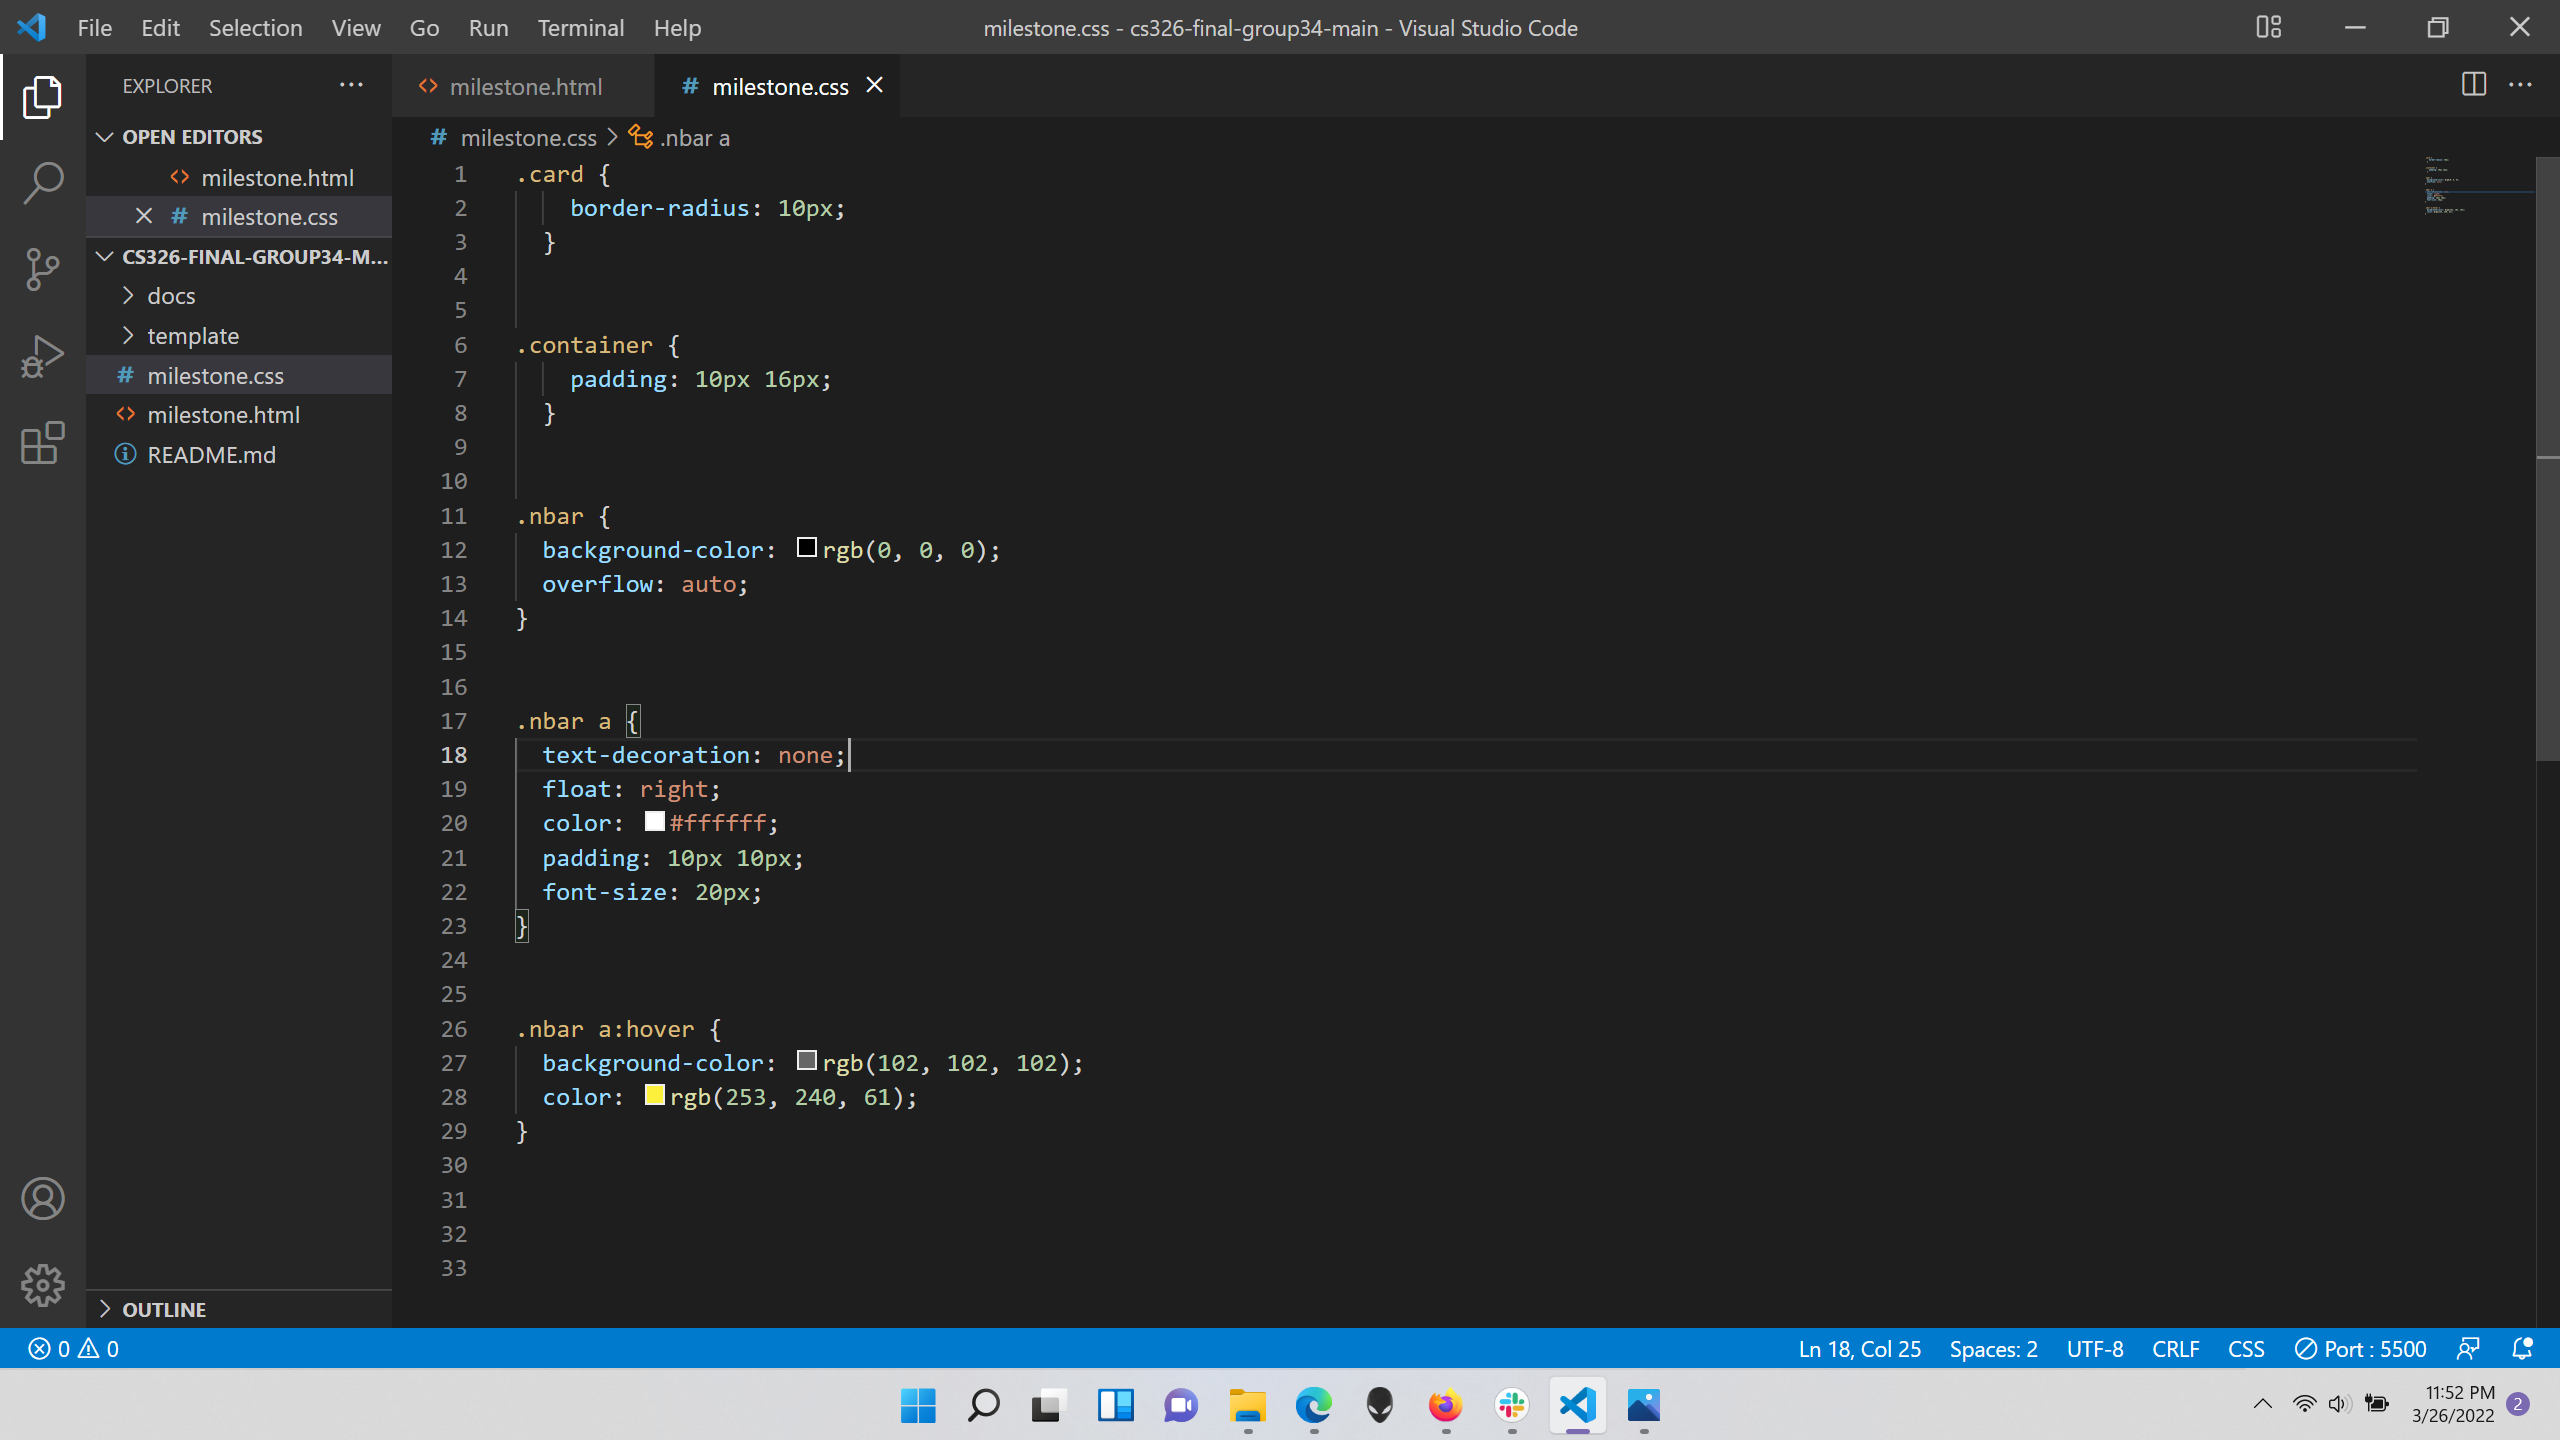 File Edit Selection View Go Run Terminal Help
milestone.css - cs326-final-group34-main - Visual Studio Code
EXPLORER
OPEN EDITORS
milestone.html
milestone.css
CS326-FINAL-GROUP34-M...
docs
template
milestone.css
milestone.html
README.md
OUTLINE
milestone.html
milestone.css
milestone.css > .nbar a
1 .card {
2 border-radius: 10px;
3 }
4
5
6 .container {
7 padding: 10px 16px;
8 }
9
10
11 .nbar {
12 background-color: rgb(0, 0, 0);
13 overflow: auto;
14 }
15
16
17 .nbar a {
18 text-decoration: none;
19 float: right;
20 color: #ffffff;
21 padding: 10px 10px;
22 font-size: 20px;
23 }
24
25
26 .nbar a:hover {
27 background-color: rgb(102, 102, 102);
28 color: rgb(253, 240, 61);
29 }
30
31
32
33
0 0 Ln 18, Col 25 Spaces: 2 UTF-8 CRLF CSS Port : 5500
11:52 PM
3/26/2022
2